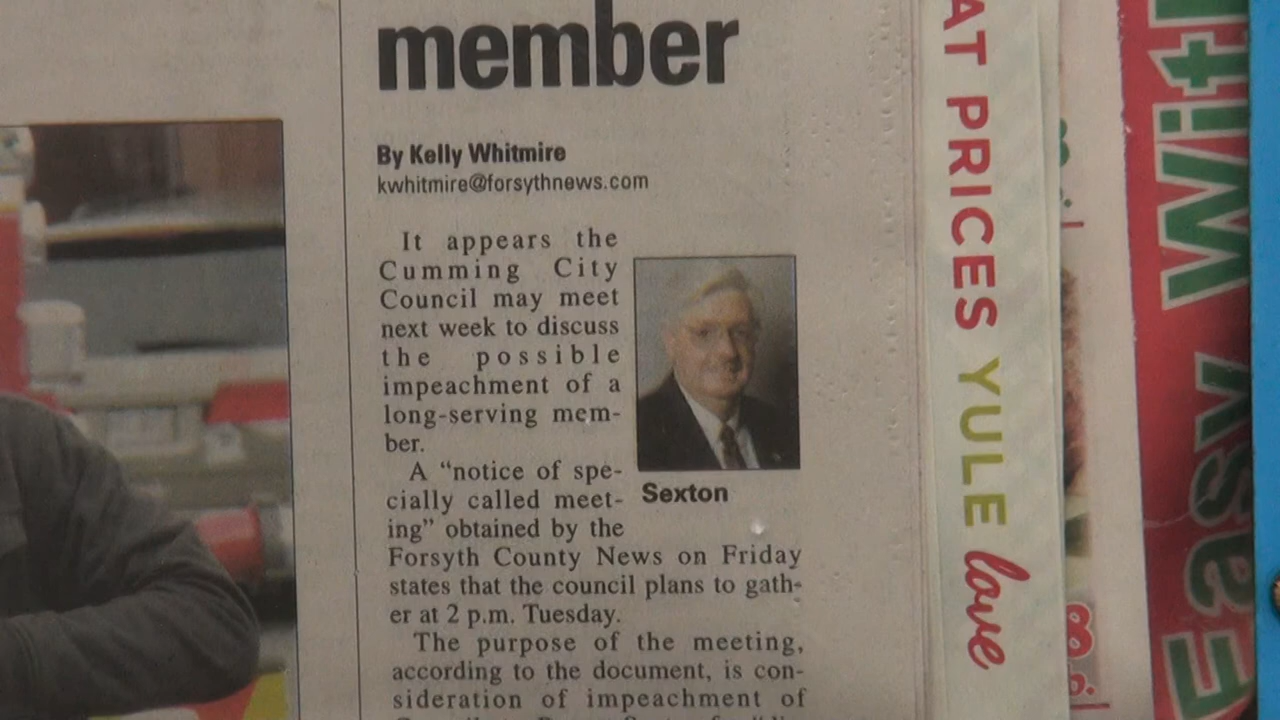 member
By Kelly Whitmire
kwhitmire@forsythnews.com
It appears the
Cumming City
Council may meet
next week to discuss
the possible
impeachment of a
long-serving mem-
ber.
A “notice of spe-
cially called meet-
ing” obtained by the
Forsyth County News on Friday
states that the council plans to gath-
er at 2 p.m. Tuesday.
The purpose of the meeting,
according to the document, is con-
sideration of impeachment of
Sexton
AT PRICES YULE love
Easy With